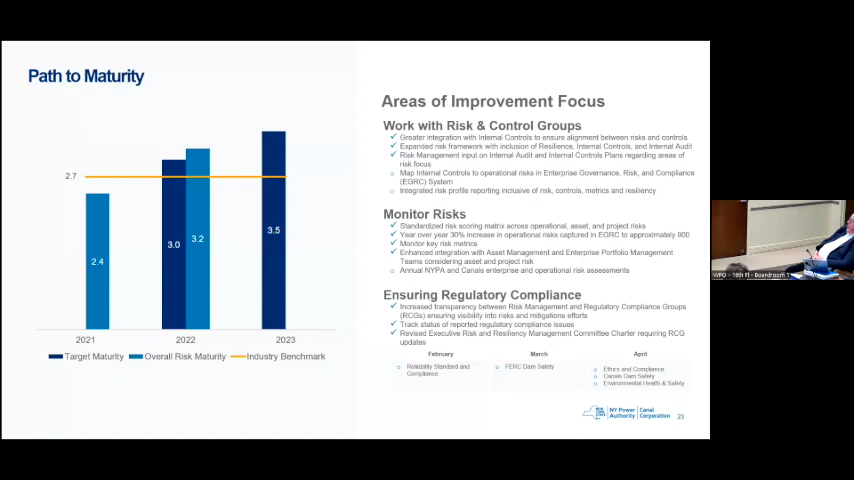 Path to Maturity
2.7
2.4
3.0
3.2
3.5
2021
2022
2023
Target Maturity
Overall Risk Maturity
Industry Benchmark
Areas of Improvement Focus
Work with Risk & Control Groups
✓ Greater integration with Internal Controls to ensure alignment between risks and controls
✓ Expanded risk framework with inclusion of Resilience, Internal Controls, and Internal Audit
✓ Risk Management input on Internal Audit and Internal Controls Plans regarding areas of
risk focus
o Map Internal Controls to operational risks in Enterprise Governance, Risk, and Compliance
(EGRC) System
o Integrated risk profile reporting inclusive of risk, controls, metrics and resiliency
Monitor Risks
✓ Standardized risk scoring matrix across operational, asset, and project risks
✓ Year over year 30% increase in operational risks captured in EGRC to approximately 900
✓ Monitor key risk metrics
✓ Enhanced integration with Asset Management and Enterprise Portfolio Management
Teams considering asset and project risk
o Annual NYPA and Canals enterprise and operational risk assessments
Ensuring Regulatory Compliance
✓ Increased transparency between Risk Management and Regulatory Compliance Groups
(RCGs) ensuring visibility into risks and mitigations efforts
✓ Track status of reported regulatory compliance issues
✓ Revised Executive Risk and Resiliency Management Committee Charter requiring RCG
updates
February
March
April
o Reliability Standard and
Compliance
o FERC Dam Safety
o Ethics and Compliance
o Canals Dam Safety
o Environmental Health & Safety
NY Power
Authority
Canal
Corporation
23
WPO - 16th Fl - Boardroom 1